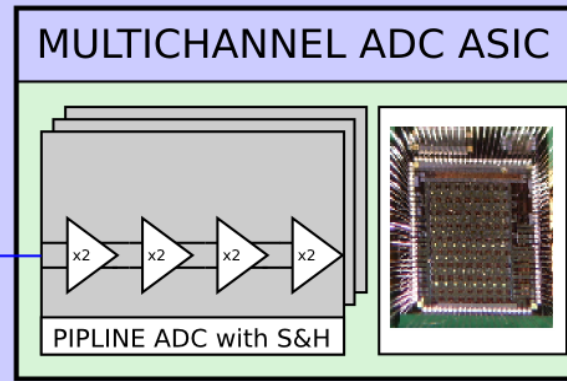 MULTICHANNEL ADC ASIC
x2 x2 x2 x2
PIPLINE ADC with S&H